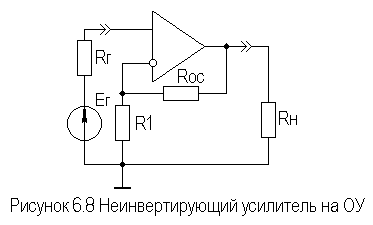 Rг
Rос
Eг
R1
Rн
Рисунок 6.8 Неинвертирующий усилитель на ОУ